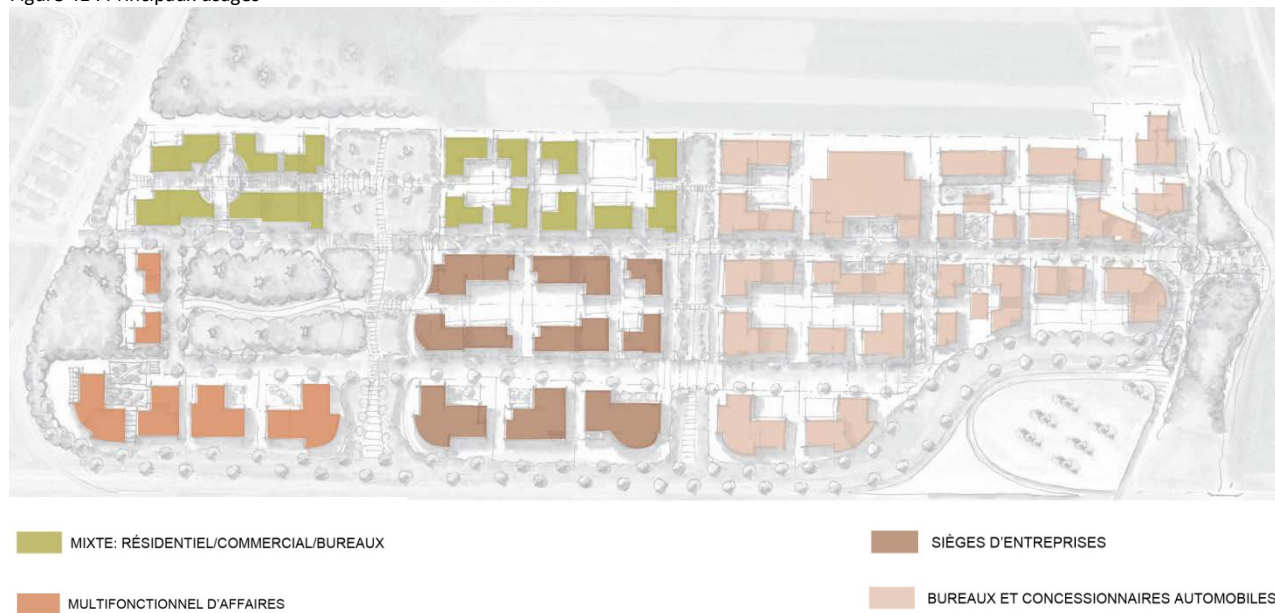 MIXTE: RÉSIDENTIEL/COMMERCIAL/BUREAUX
SIÈGES D'ENTREPRISES
MULTIFONCTIONNEL D'AFFAIRES
BUREAUX ET CONCESSIONNAIRES AUTOMOBILES